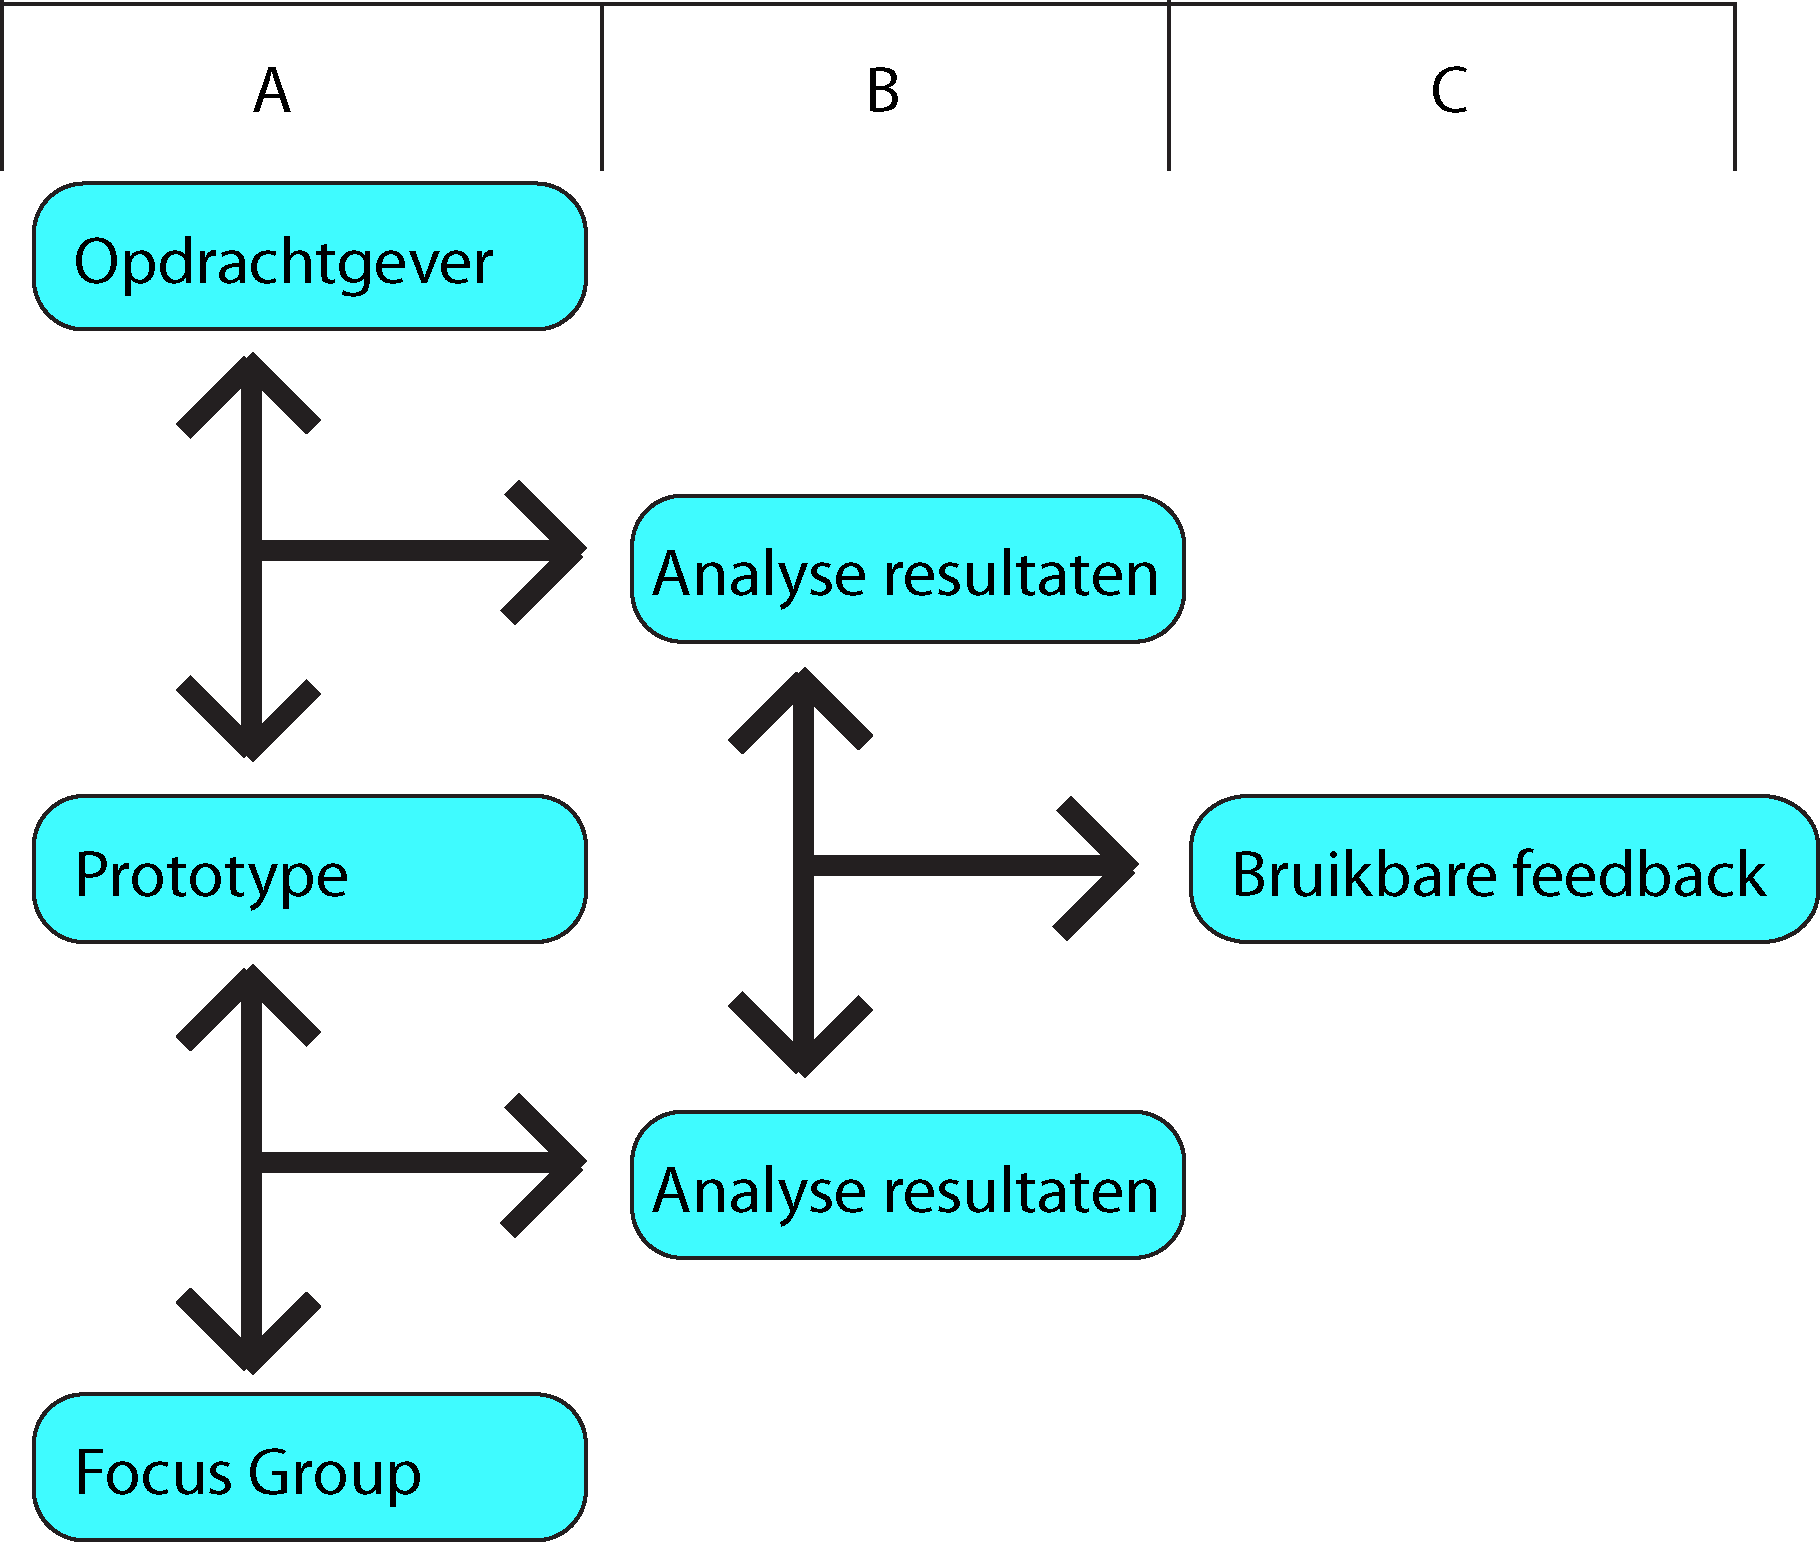 A
B
C
Opdrachtgever
Analyse resultaten
Prototype
Bruikbare feedback
Analyse resultaten
Focus Group